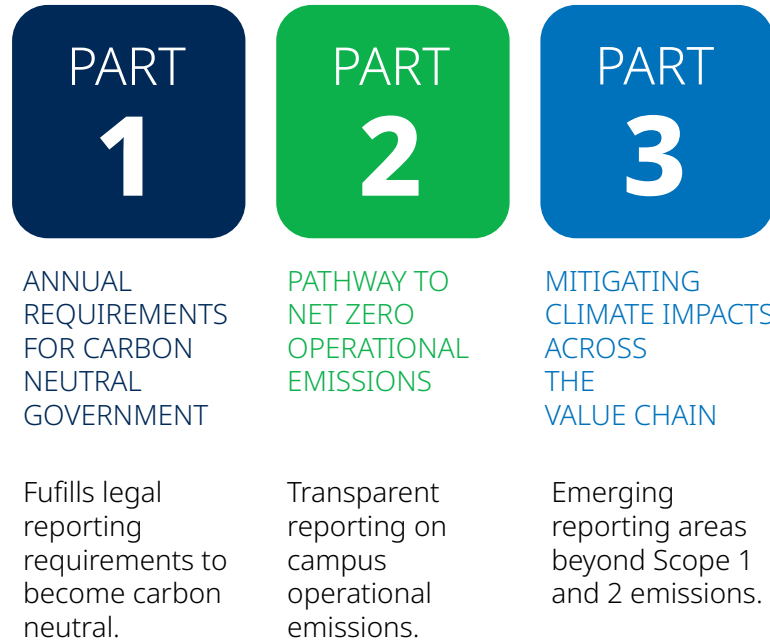 PART
1
ANNUAL
REQUIREMENTS
FOR CARBON
NEUTRAL
GOVERNMENT
Fufills legal
reporting
requirements to
become carbon
neutral.
PART
2
PATHWAY TO
NET ZERO
OPERATIONAL
EMISSIONS
Transparent
reporting on
campus
operational
emissions.
PART
3
MITIGATING
CLIMATE IMPACTS
ACROSS
THE
VALUE CHAIN
Emerging
reporting areas
beyond Scope 1
and 2 emissions.